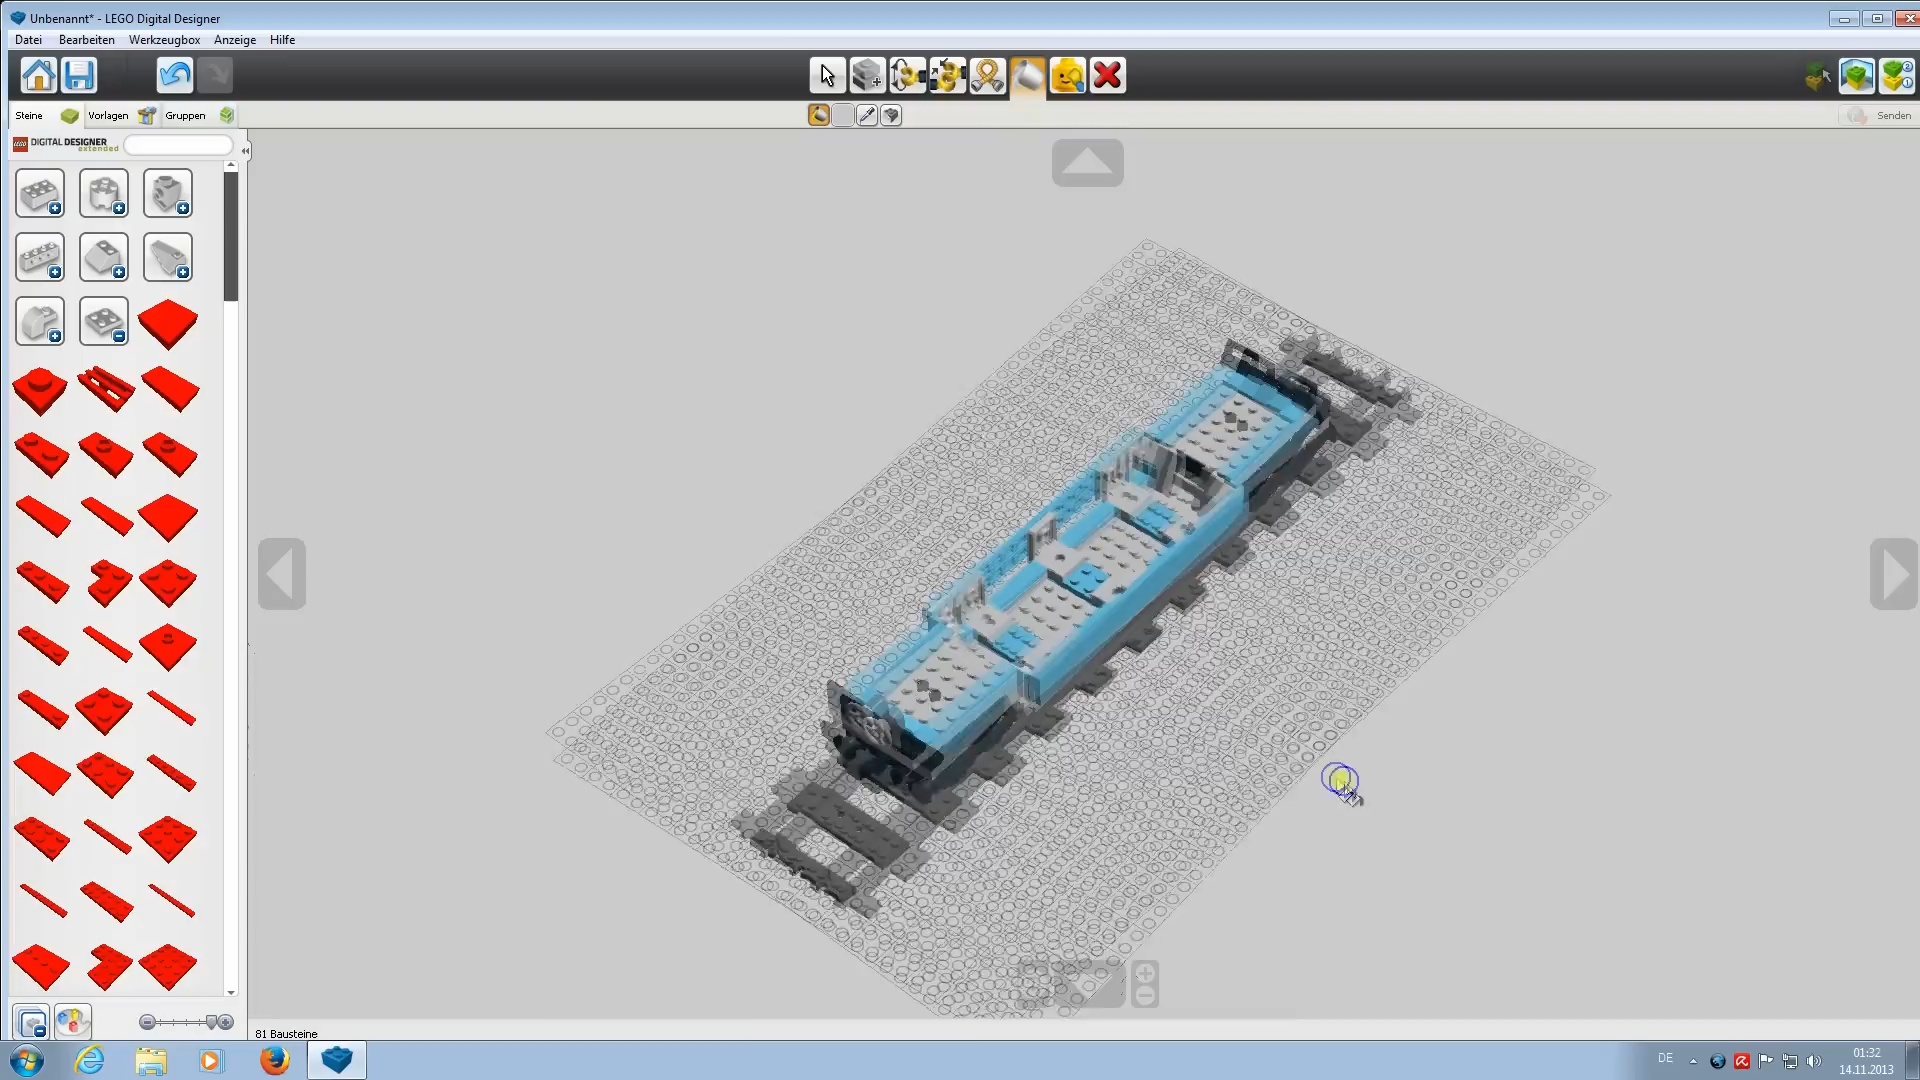 Unbenannt* - LEGO Digital Designer
Datei Bearbeiten Werkzeugbox Anzeige Hilfe
Steine Vorlagen Gruppen
Senden
LEGO DIGITAL DESIGNER
extended
81 Bausteine
DE
01:32
14.11.2013